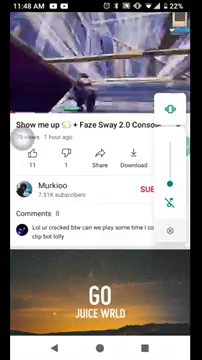 11:48 AM
22%
Show me up 💫 + Faze Sway 2.0 Conso
views · 1 hour ago
11
1
Share
Download
Murkioo
7.51K subscribers
SUB
Comments 8
Lol ur cracked btw can we play some time I co
clip bot lolly
GO
JUICE WRLD